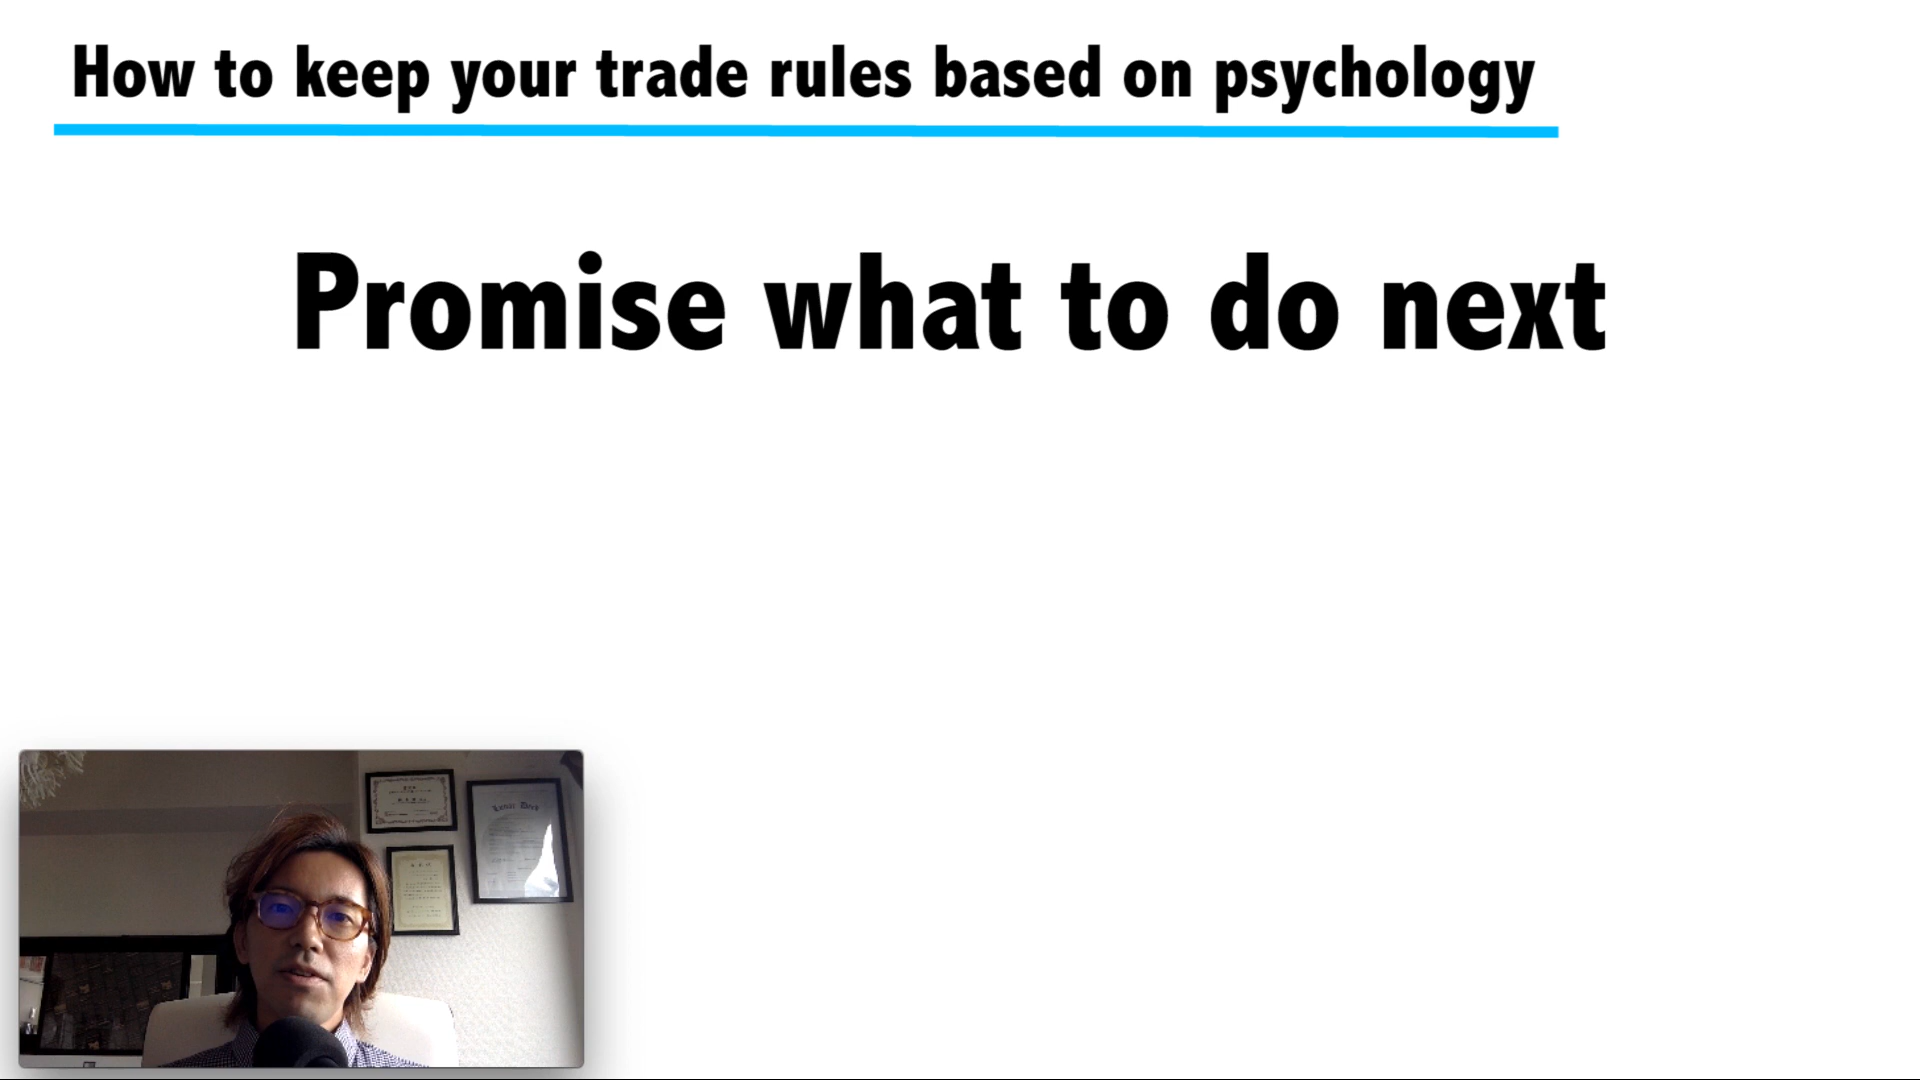 How to keep your trade rules based on psychology
Promise what to do next